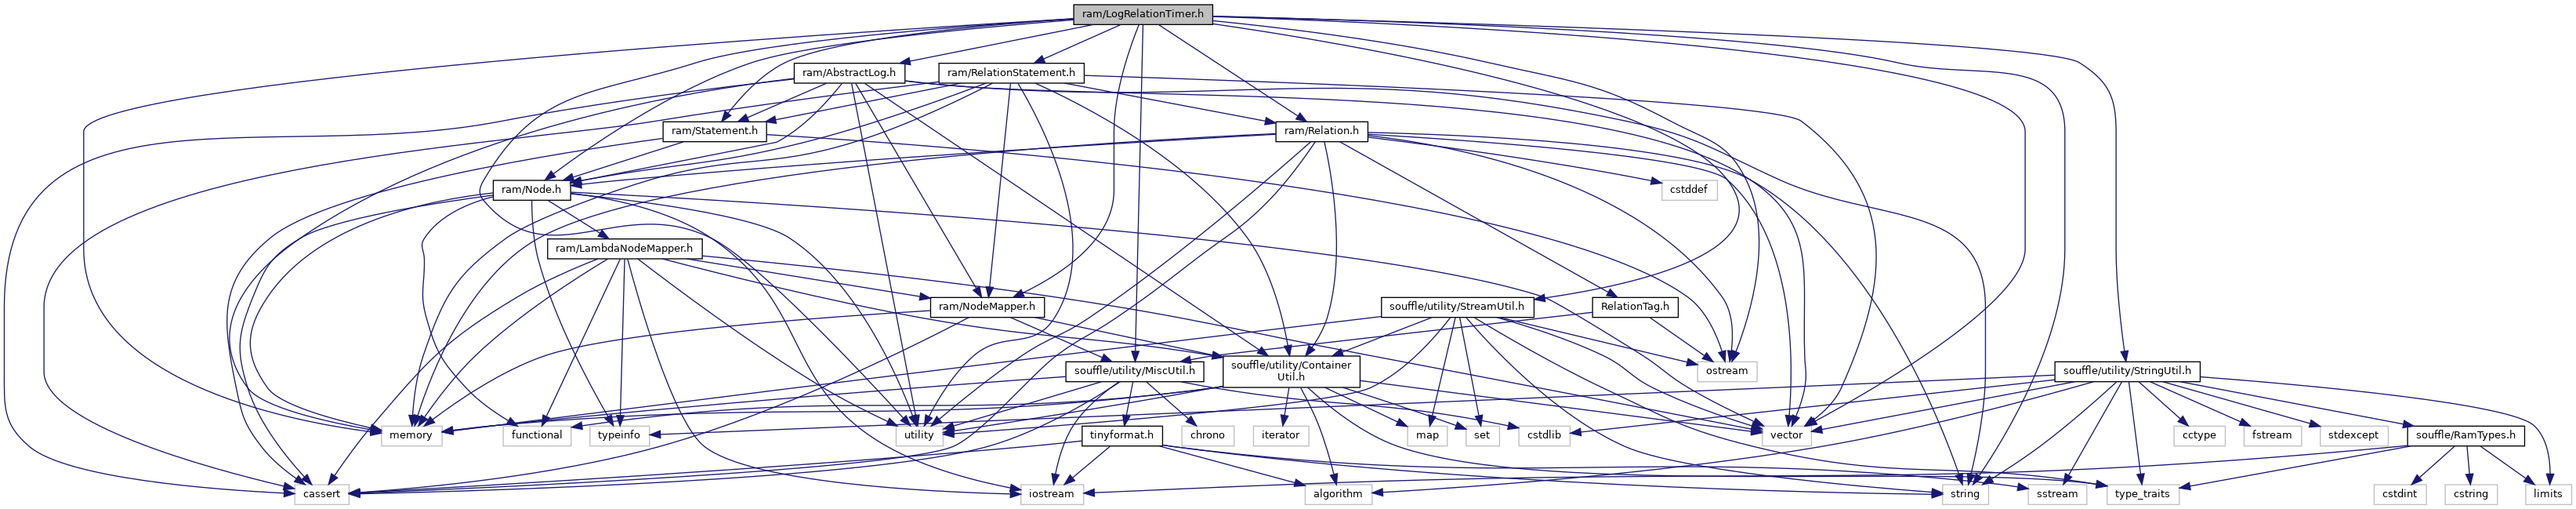 ram/LogRelationTimer.h
ram/AbstractLog.h
ram/RelationStatement.h
ram/Statement.h
ram/Relation.h
ram/Node.h
cstddef
ram/LambdaNodeMapper.h
ram/NodeMapper.h
souffle/utility/StreamUtil.h
RelationTag.h
souffle/utility/MiscUtil.h
souffle/utility/Container
Util.h
ostream
souffle/utility/StringUtil.h
memory
functional
typeinfo
utility
tinyformat.h
chrono
iterator
map
set
cstdlib
vector
cctype
fstream
stdexcept
souffle/RamTypes.h
cassert
iostream
algorithm
string
sstream
type_traits
cstdint
cstring
limits